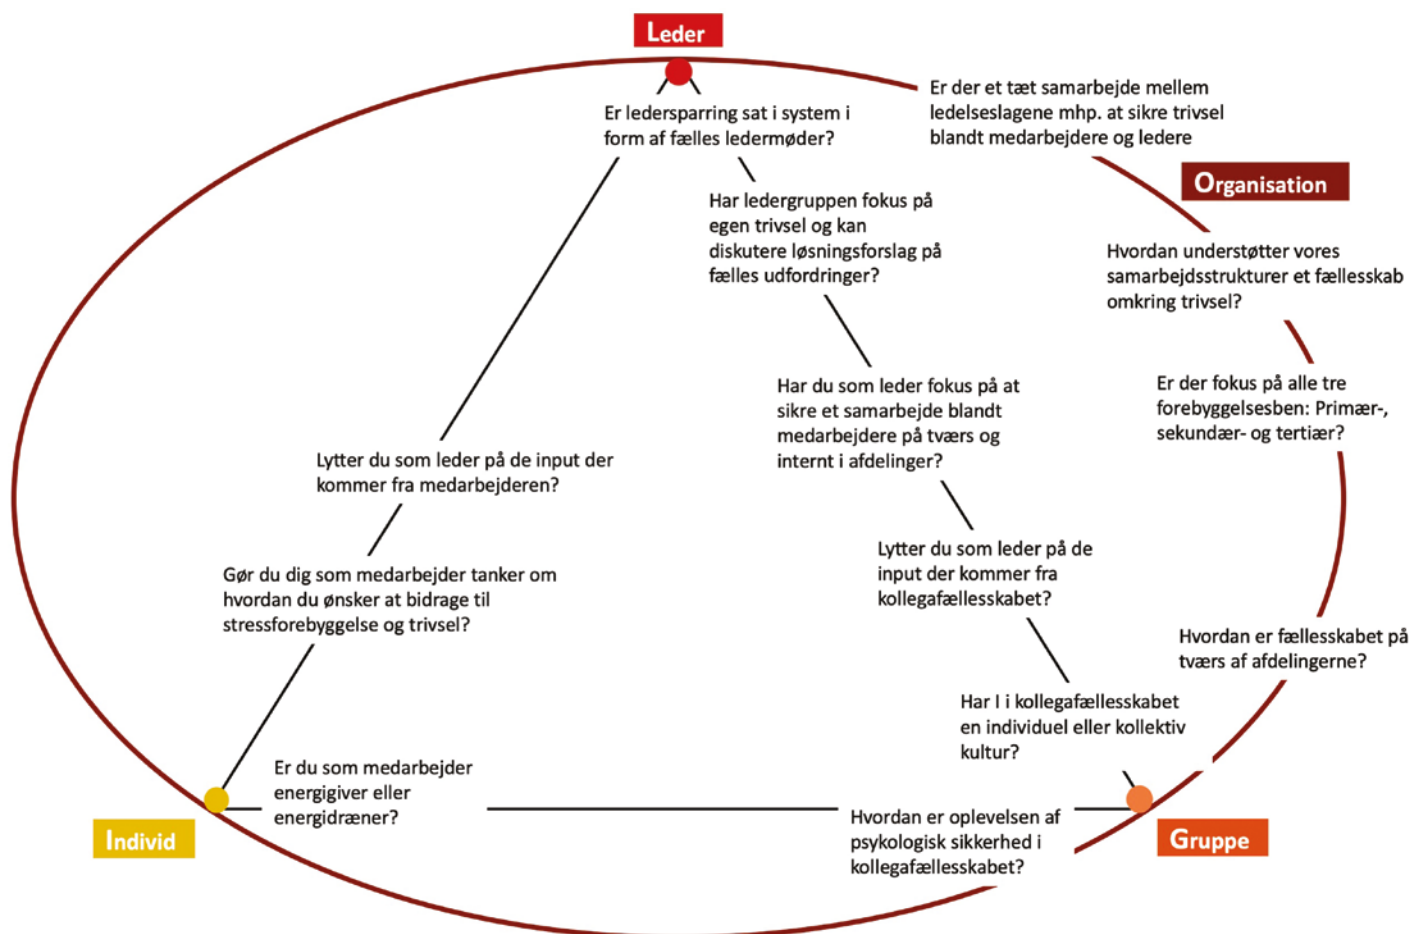 Leder
Er ledersparring sat i system i
form af fælles ledermøder?
Er der et tæt samarbejde mellem
ledelseslagene mhp. at sikre trivsel
blandt medarbejdere og ledere
Organisation
Har ledergruppen fokus på
egen trivsel og kan
diskutere løsningsforslag på
fælles udfordringer?
Hvordan understøtter vores
samarbejdsstrukturer et fællesskab
omkring trivsel?
Har du som leder fokus på at
sikre et samarbejde blandt
medarbejdere på tværs og
internt i afdelinger?
Er der fokus på alle tre
forebyggelsesben: Primær-,
sekundær- og tertiær?
Lytter du som leder på de input der
kommer fra medarbejderen?
Lytter du som leder på de
input der kommer fra
kollegafællesskabet?
Gør du dig som medarbejder tanker om
hvordan du ønsker at bidrage til
stressforebyggelse og trivsel?
Hvordan er fællesskabet på
tværs af afdelingerne?
Har I i kollegafællesskabet
en individuel eller kollektiv
kultur?
Er du som medarbejder
energigiver eller
energidræner?
Hvordan er oplevelsen af
psykologisk sikkerhed i
kollegafællesskabet?
Individ
Gruppe